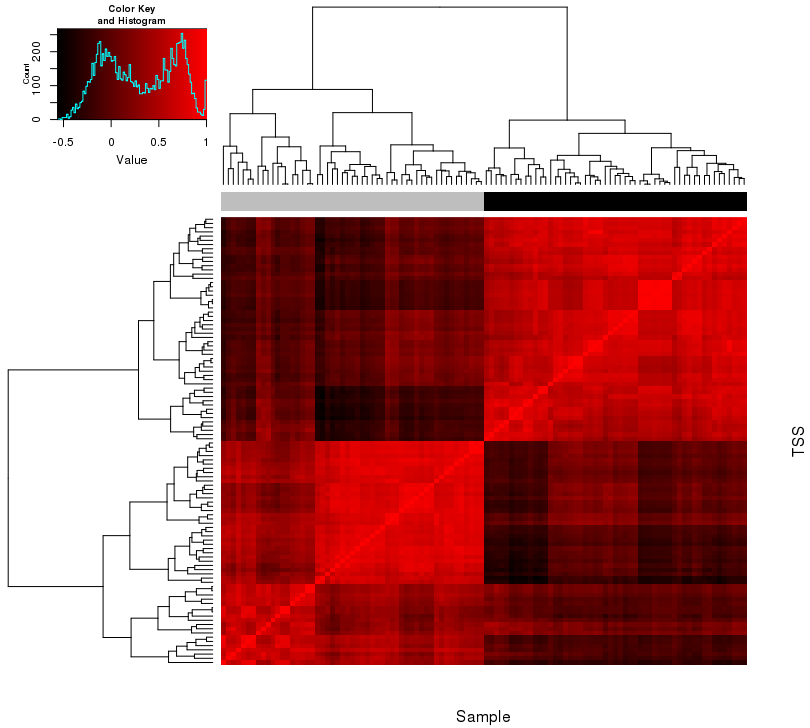 Color Key
and Histogram
Count
0 100 200
-0.5 0 0.5 1
Value
TSS
Sample